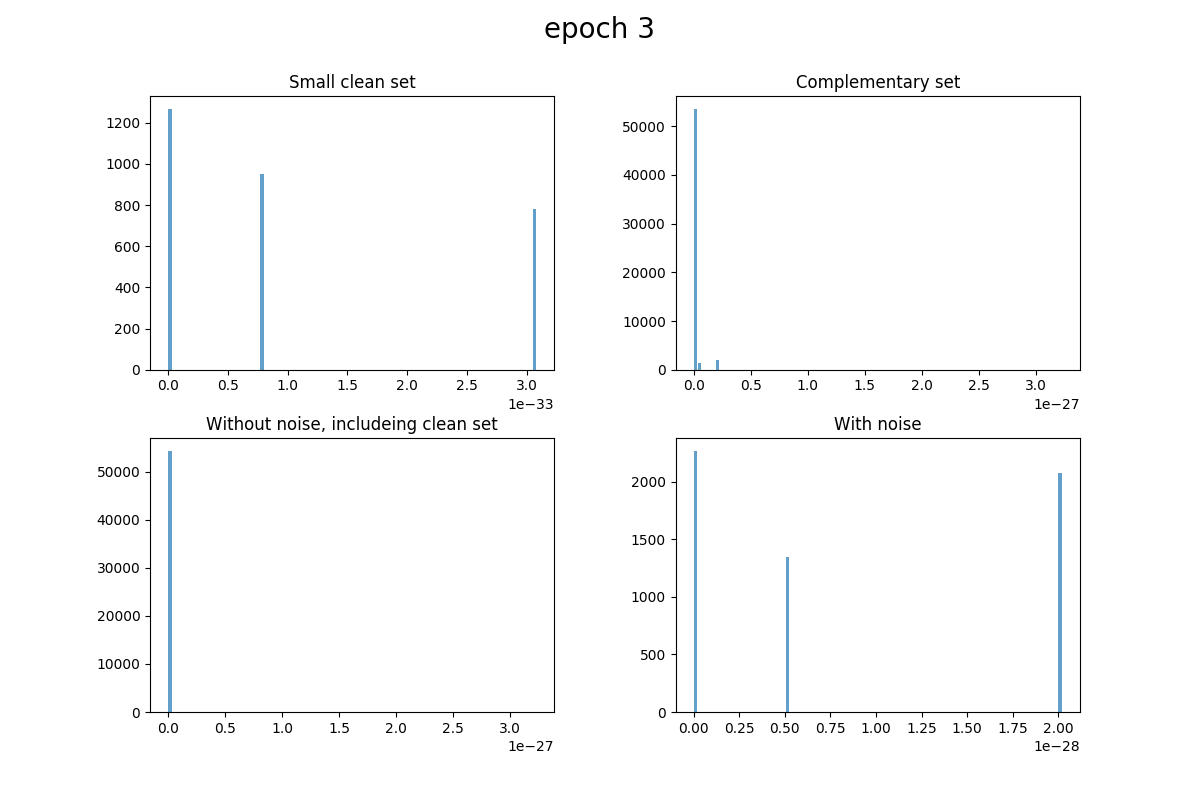 epoch 3
Small clean set
1200
1000
800
600
400
200
0
0.0 0.5 1.0 1.5 2.0 2.5 3.0
1e−33
Complementary set
50000
40000
30000
20000
10000
0
0.0 0.5 1.0 1.5 2.0 2.5 3.0
1e−27
Without noise, includeing clean set
50000
40000
30000
20000
10000
0
0.0 0.5 1.0 1.5 2.0 2.5 3.0
1e−27
With noise
2000
1500
1000
500
0
0.00 0.25 0.50 0.75 1.00 1.25 1.50 1.75 2.00
1e−28